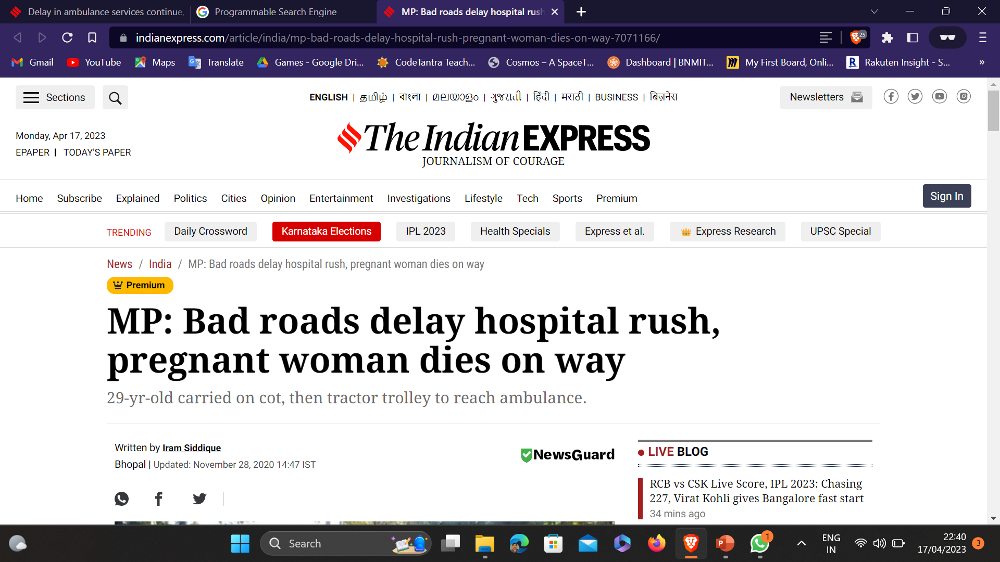 Delay in ambulance services continue,
Programmable Search Engine
MP: Bad roads delay hospital rush
indianexpress.com/article/india/mp-bad-roads-delay-hospital-rush-pregnant-woman-dies-on-way-7071166/
25
Gmail
YouTube
Maps
Translate
Games - Google Dri...
CodeTantra Teach...
Cosmos – A SpaceT...
Dashboard | BNMIT...
My First Board, Onli...
Rakuten Insight - S...
»
Sections
ENGLISH | தமிழ் | বাংলা | മലയാളം | ગુજરાતી | हिंदी | मराठी | BUSINESS | बिज़नेस
Newsletters
Monday, Apr 17, 2023
EPAPER | TODAY'S PAPER
The Indian EXPRESS
JOURNALISM OF COURAGE
Home Subscribe Explained Politics Cities Opinion Entertainment Investigations Lifestyle Tech Sports Premium
Sign In
TRENDING Daily Crossword Karnataka Elections IPL 2023 Health Specials Express et al. Express Research UPSC Special
News / India / MP: Bad roads delay hospital rush, pregnant woman dies on way
Premium
MP: Bad roads delay hospital rush,
pregnant woman dies on way
29-yr-old carried on cot, then tractor trolley to reach ambulance.
Written by Iram Siddique
Bhopal | Updated: November 28, 2020 14:47 IST
NewsGuard
LIVE BLOG
RCB vs CSK Live Score, IPL 2023: Chasing
227, Virat Kohli gives Bangalore fast start
34 mins ago
Search
P
1
ENG
IN
22:40
17/04/2023
3